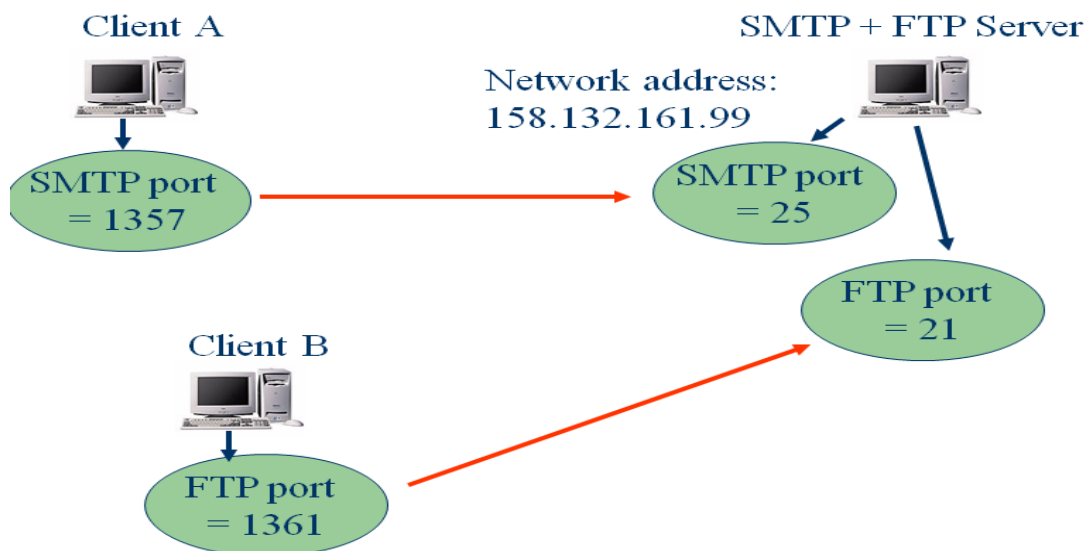 Client A
SMTP + FTP Server
Network address:
158.132.161.99
SMTP port
= 1357
SMTP port
= 25
FTP port
= 21
Client B
FTP port
= 1361